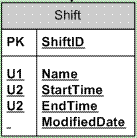 Shift
PK ShiftID
U1 Name
U2 StartTime
U2 EndTime
ModifiedDate